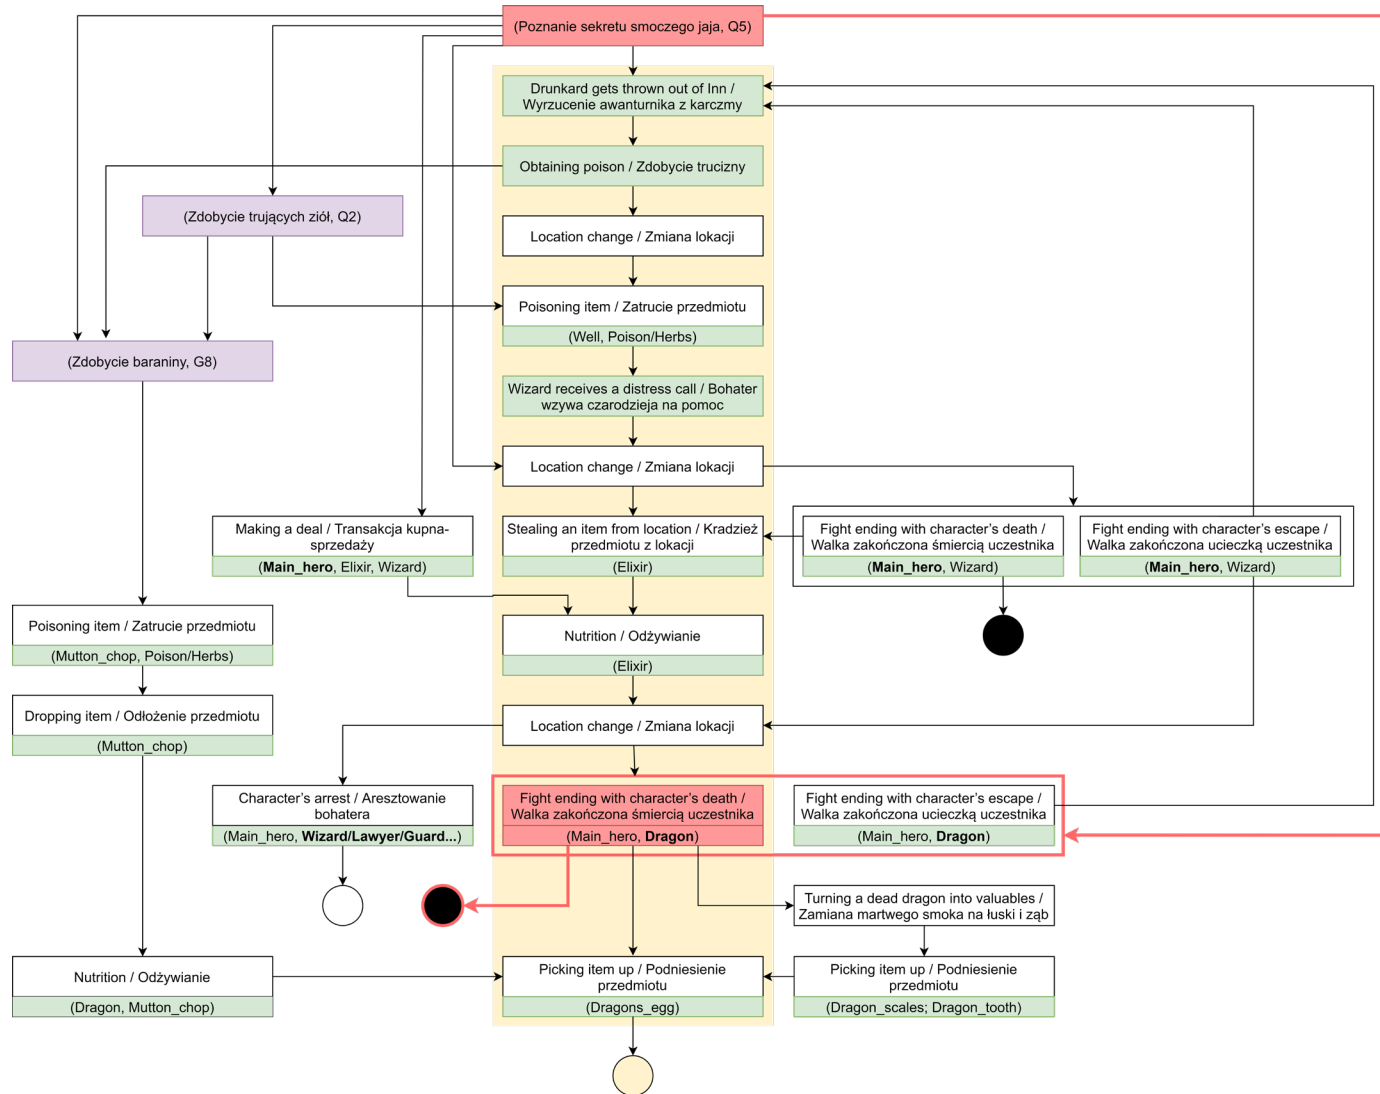 (Poznanie sekretu smoczego jaja, Q5)
Drunkard gets thrown out of Inn /
Wyrzucenie awanturnika z karczmy
Obtaining poison / Zdobycie trucizny
(Zdobycie trujących ziół, Q2)
Location change / Zmiana lokacji
Poisoning item / Zatrucie przedmiotu
(Well, Poison/Herbs)
(Zdobycie baraniny, G8)
Wizard receives a distress call / Bohater
wzywa czarodzieja na pomoc
Location change / Zmiana lokacji
Making a deal / Transakcja kupna-
sprzedaży
(Main_hero, Elixir, Wizard)
Stealing an item from location / Kradzież
przedmiotu z lokacji
(Elixir)
Fight ending with character's death /
Walka zakończona śmiercią uczestnika
(Main_hero, Wizard)
Fight ending with character's escape /
Walka zakończona ucieczką uczestnika
(Main_hero, Wizard)
Poisoning item / Zatrucie przedmiotu
(Mutton_chop, Poison/Herbs)
Nutrition / Odżywianie
(Elixir)
Dropping item / Odłożenie przedmiotu
(Mutton_chop)
Location change / Zmiana lokacji
Character's arrest / Aresztowanie
bohatera
(Main_hero, Wizard/Lawyer/Guard...)
Fight ending with character's death /
Walka zakończona śmiercią uczestnika
(Main_hero, Dragon)
Fight ending with character's escape /
Walka zakończona ucieczką uczestnika
(Main_hero, Dragon)
Turning a dead dragon into valuables /
Zamiana martwego smoka na łuski i ząb
Nutrition / Odżywianie
(Dragon, Mutton_chop)
Picking item up / Podniesienie
przedmiotu
(Dragons_egg)
Picking item up / Podniesienie
przedmiotu
(Dragon_scales; Dragon_tooth)